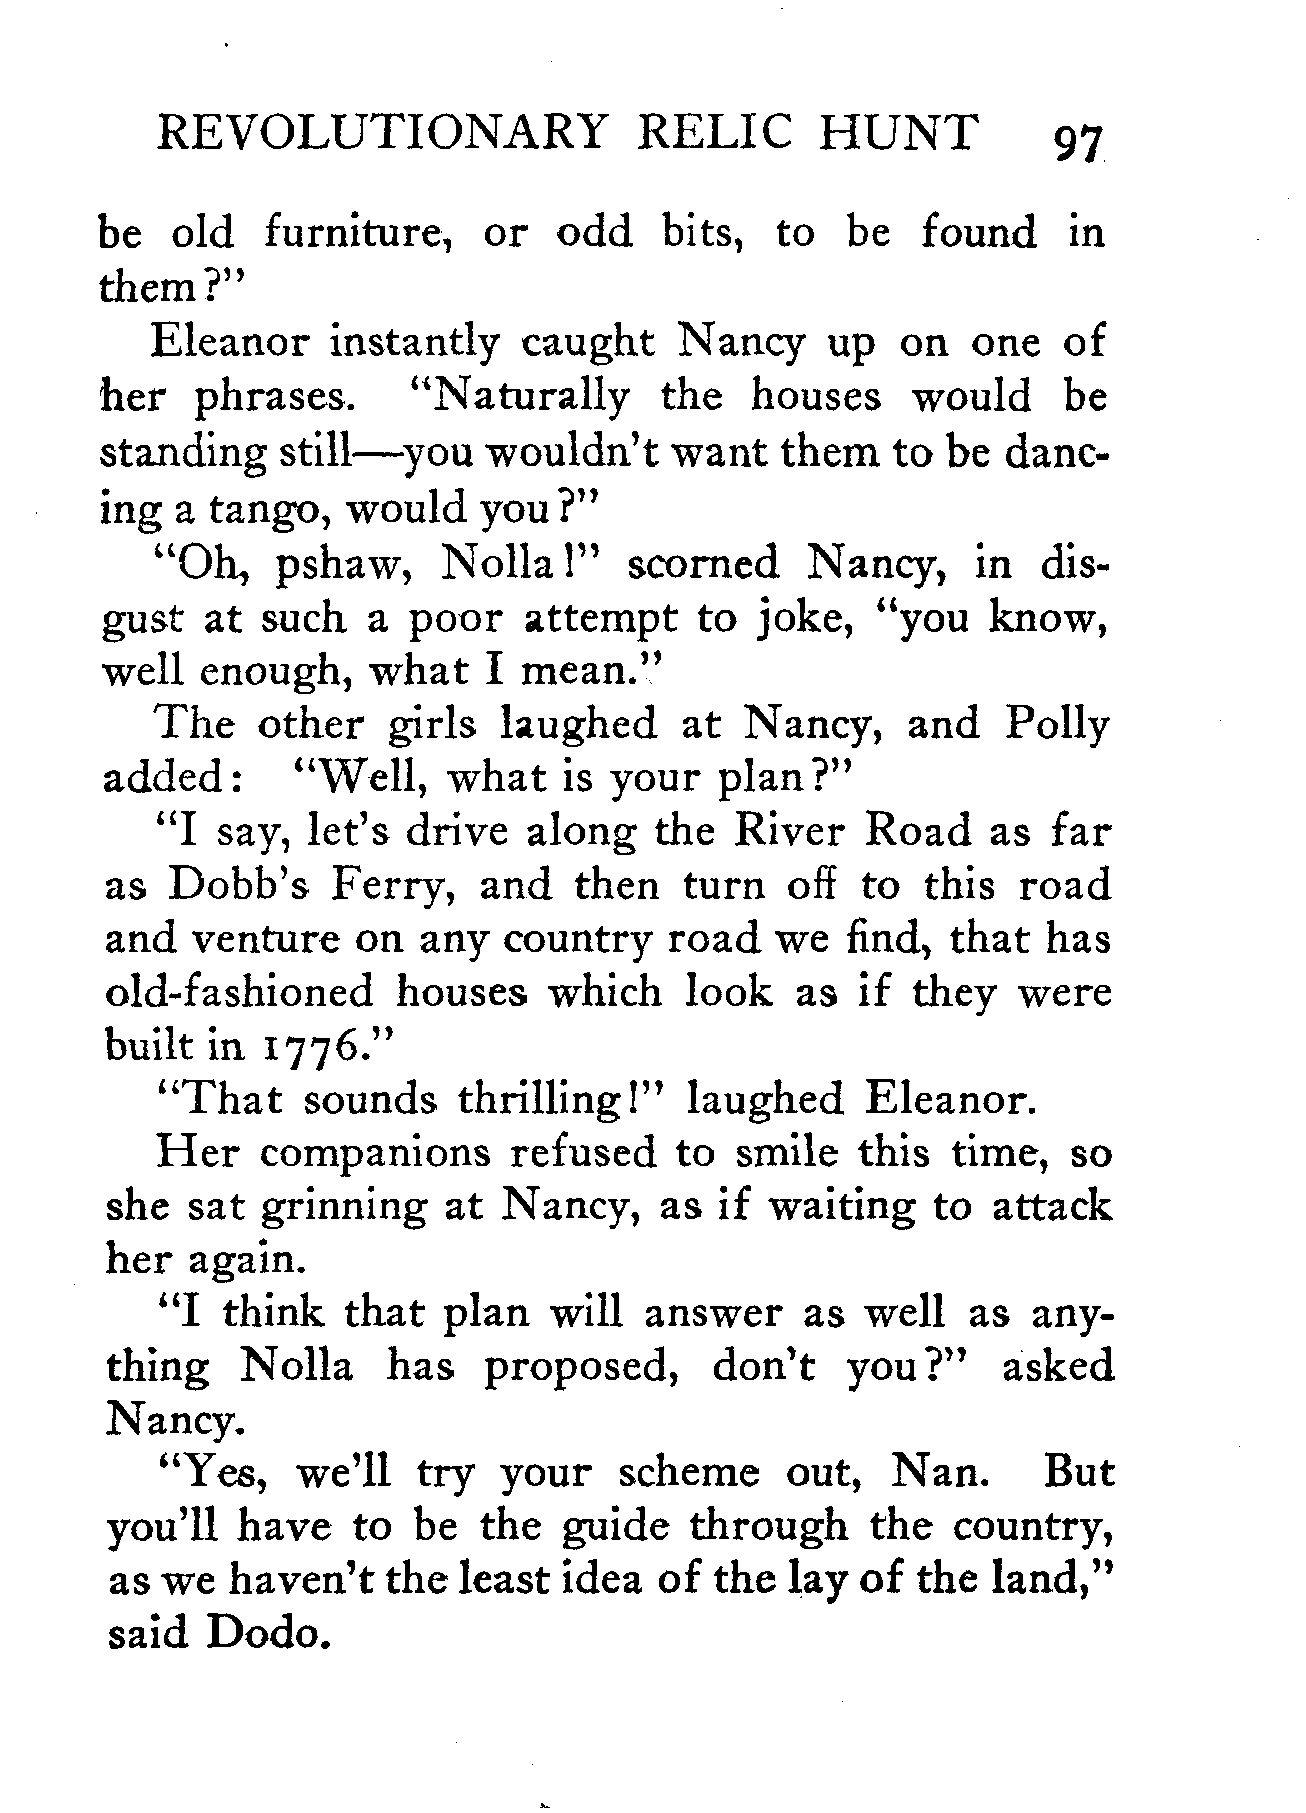 REVOLUTIONARY RELIC HUNT 97
be old furniture, or odd bits, to be found in
them?"
Eleanor instantly caught Nancy up on one of
her phrases. "Naturally the houses would be
standing still—you wouldn't want them to be danc-
ing a tango, would you?"
"Oh, pshaw, Nolla!" scorned Nancy, in dis-
gust at such a poor attempt to joke, "you know,
well enough, what I mean."
The other girls laughed at Nancy, and Polly
added: "Well, what is your plan?"
"I say, let's drive along the River Road as far
as Dobb's Ferry, and then turn off to this road
and venture on any country road we find, that has
old-fashioned houses which look as if they were
built in 1776."
"That sounds thrilling!" laughed Eleanor.
Her companions refused to smile this time, so
she sat grinning at Nancy, as if waiting to attack
her again.
"I think that plan will answer as well as any-
thing Nolla has proposed, don't you?" asked
Nancy.
"Yes, we'll try your scheme out, Nan. But
you'll have to be the guide through the country,
as we haven't the least idea of the lay of the land,"
said Dodo.